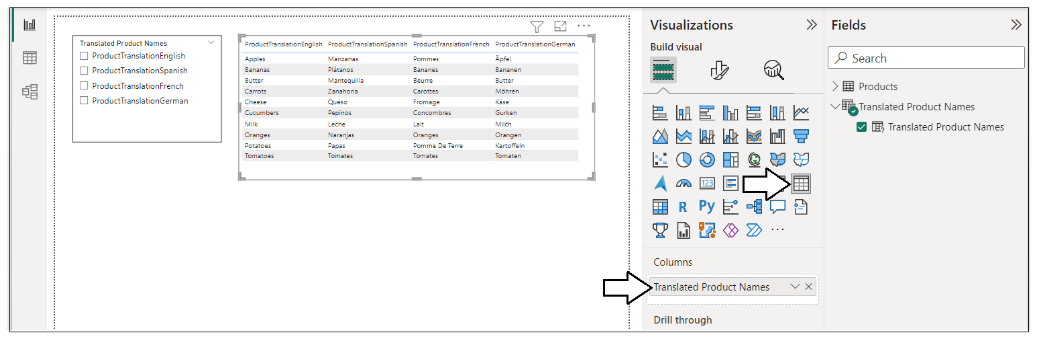 Translated Product Names
ProductTranslationEnglish
ProductTranslationSpanish
ProductTranslationFrench
ProductTranslationGerman
ProductTranslationEnglish ProductTranslationSpanish ProductTranslationFrench ProductTranslationGerman
Apples Manzanas Pommes Äpfel
Bananas Plátanos Bananes Bananen
Butter Mantequilla Beurre Butter
Carrots Zanahoria Carottes Möhren
Cheese Queso Fromage Käse
Cucumbers Pepinos Concombres Gurken
Milk Leche Lait Milch
Oranges Naranjas Oranges Orangen
Potatoes Papas Pomme De Terre Kartoffeln
Tomatoes Tomates Tomates Tomaten
Visualizations
Build visual
123
R Py
Columns
Translated Product Names
Drill through
Fields
Search
Products
Translated Product Names
Translated Product Names